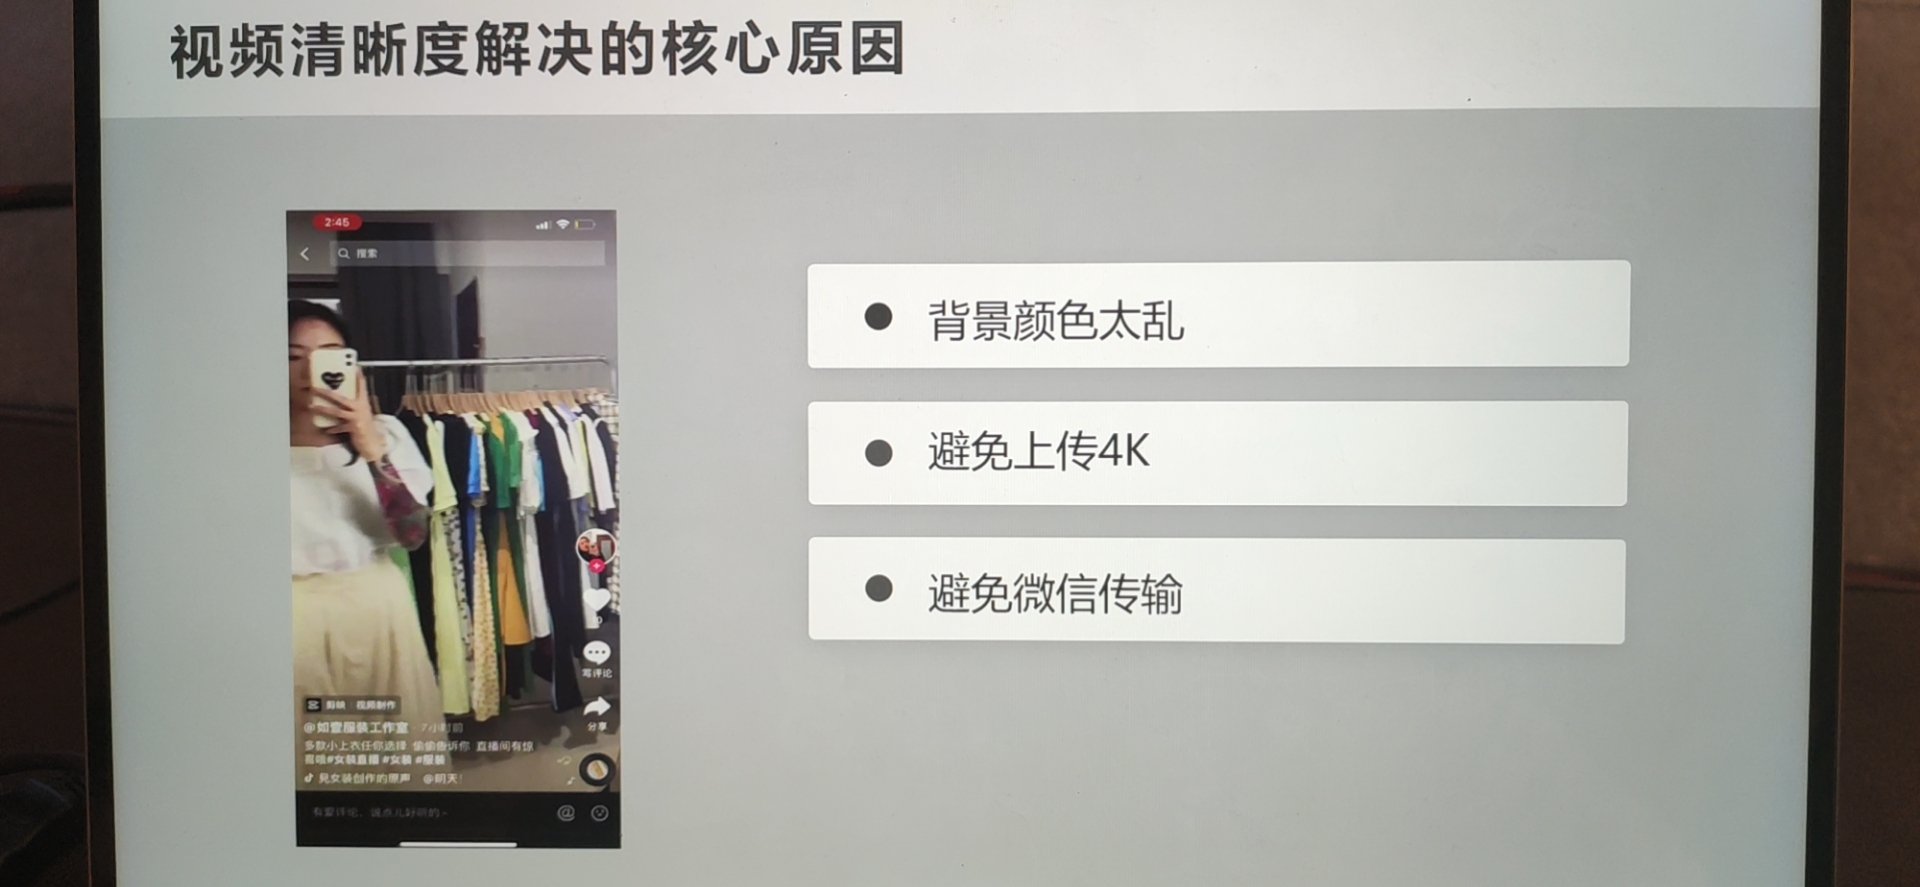 视频清晰度解决的核心原因
2:45
搜索
背景颜色太乱
避免上传4K
避免微信传输
写评论
剪映·视频制作
分享
@如壹服装工作室·7小时前
多款小上衣任你选择 偷偷告诉你 直播间有惊
喜哦#女装直播 #女装 #服装
女装创作的原声 @明天!
有爱评论，说点儿好听的~